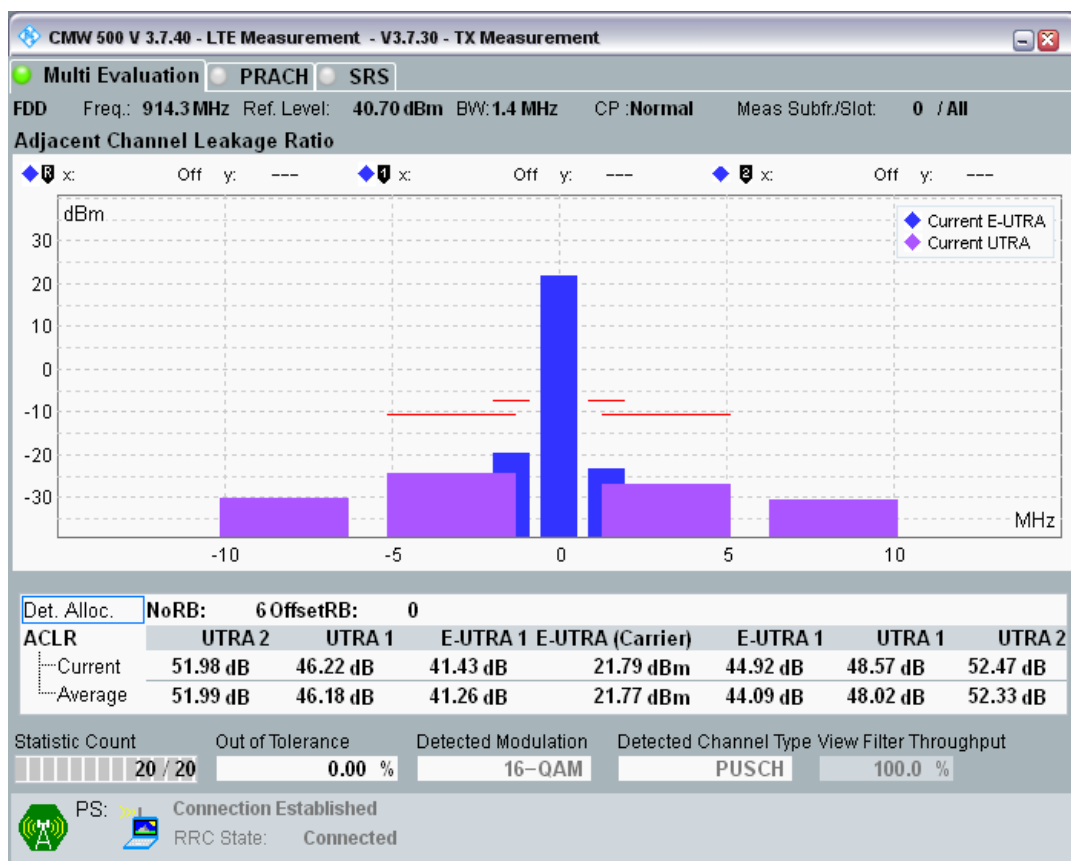 CMW 500 V 3.7.40 - LTE Measurement - V3.7.30 - TX Measurement
Multi Evaluation PRACH SRS
FDD Freq.: 914.3 MHz Ref. Level: 40.70 dBm BW: 1.4 MHz CP :Normal Meas Subfr./Slot: 0 / All
Adjacent Channel Leakage Ratio
R x: Off y: --- 1 x: Off y: --- 2 x: Off y: ---
dBm
Current E-UTRA
Current UTRA
30
20
10
0
-10
-20
-30
MHz
-10 -5 0 5 10
Det. Alloc. NoRB: 6 OffsetRB: 0
ACLR UTRA 2 UTRA 1 E-UTRA 1 E-UTRA (Carrier) E-UTRA 1 UTRA 1 UTRA 2
Current 51.98 dB 46.22 dB 41.43 dB 21.79 dBm 44.92 dB 48.57 dB 52.47 dB
Average 51.99 dB 46.18 dB 41.26 dB 21.77 dBm 44.09 dB 48.02 dB 52.33 dB
Statistic Count Out of Tolerance Detected Modulation Detected Channel Type View Filter Throughput
20 / 20 0.00 % 16-QAM PUSCH 100.0 %
PS: Connection Established
RRC State: Connected